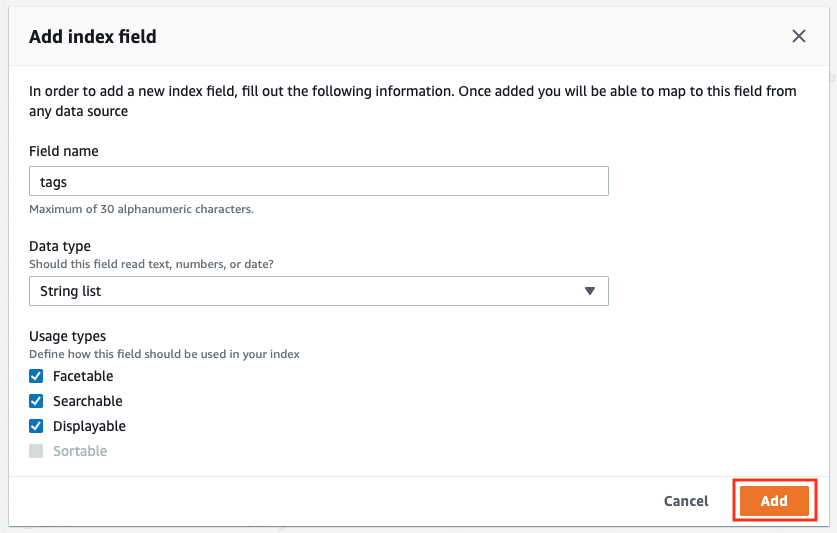 Add index field
In order to add a new index field, fill out the following information. Once added you will be able to map to this field from
any data source
Field name
tags
Maximum of 30 alphanumeric characters.
Data type
Should this field read text, numbers, or date?
String list
Usage types
Define how this field should be used in your index
Facetable
Searchable
Displayable
Sortable
Cancel
Add